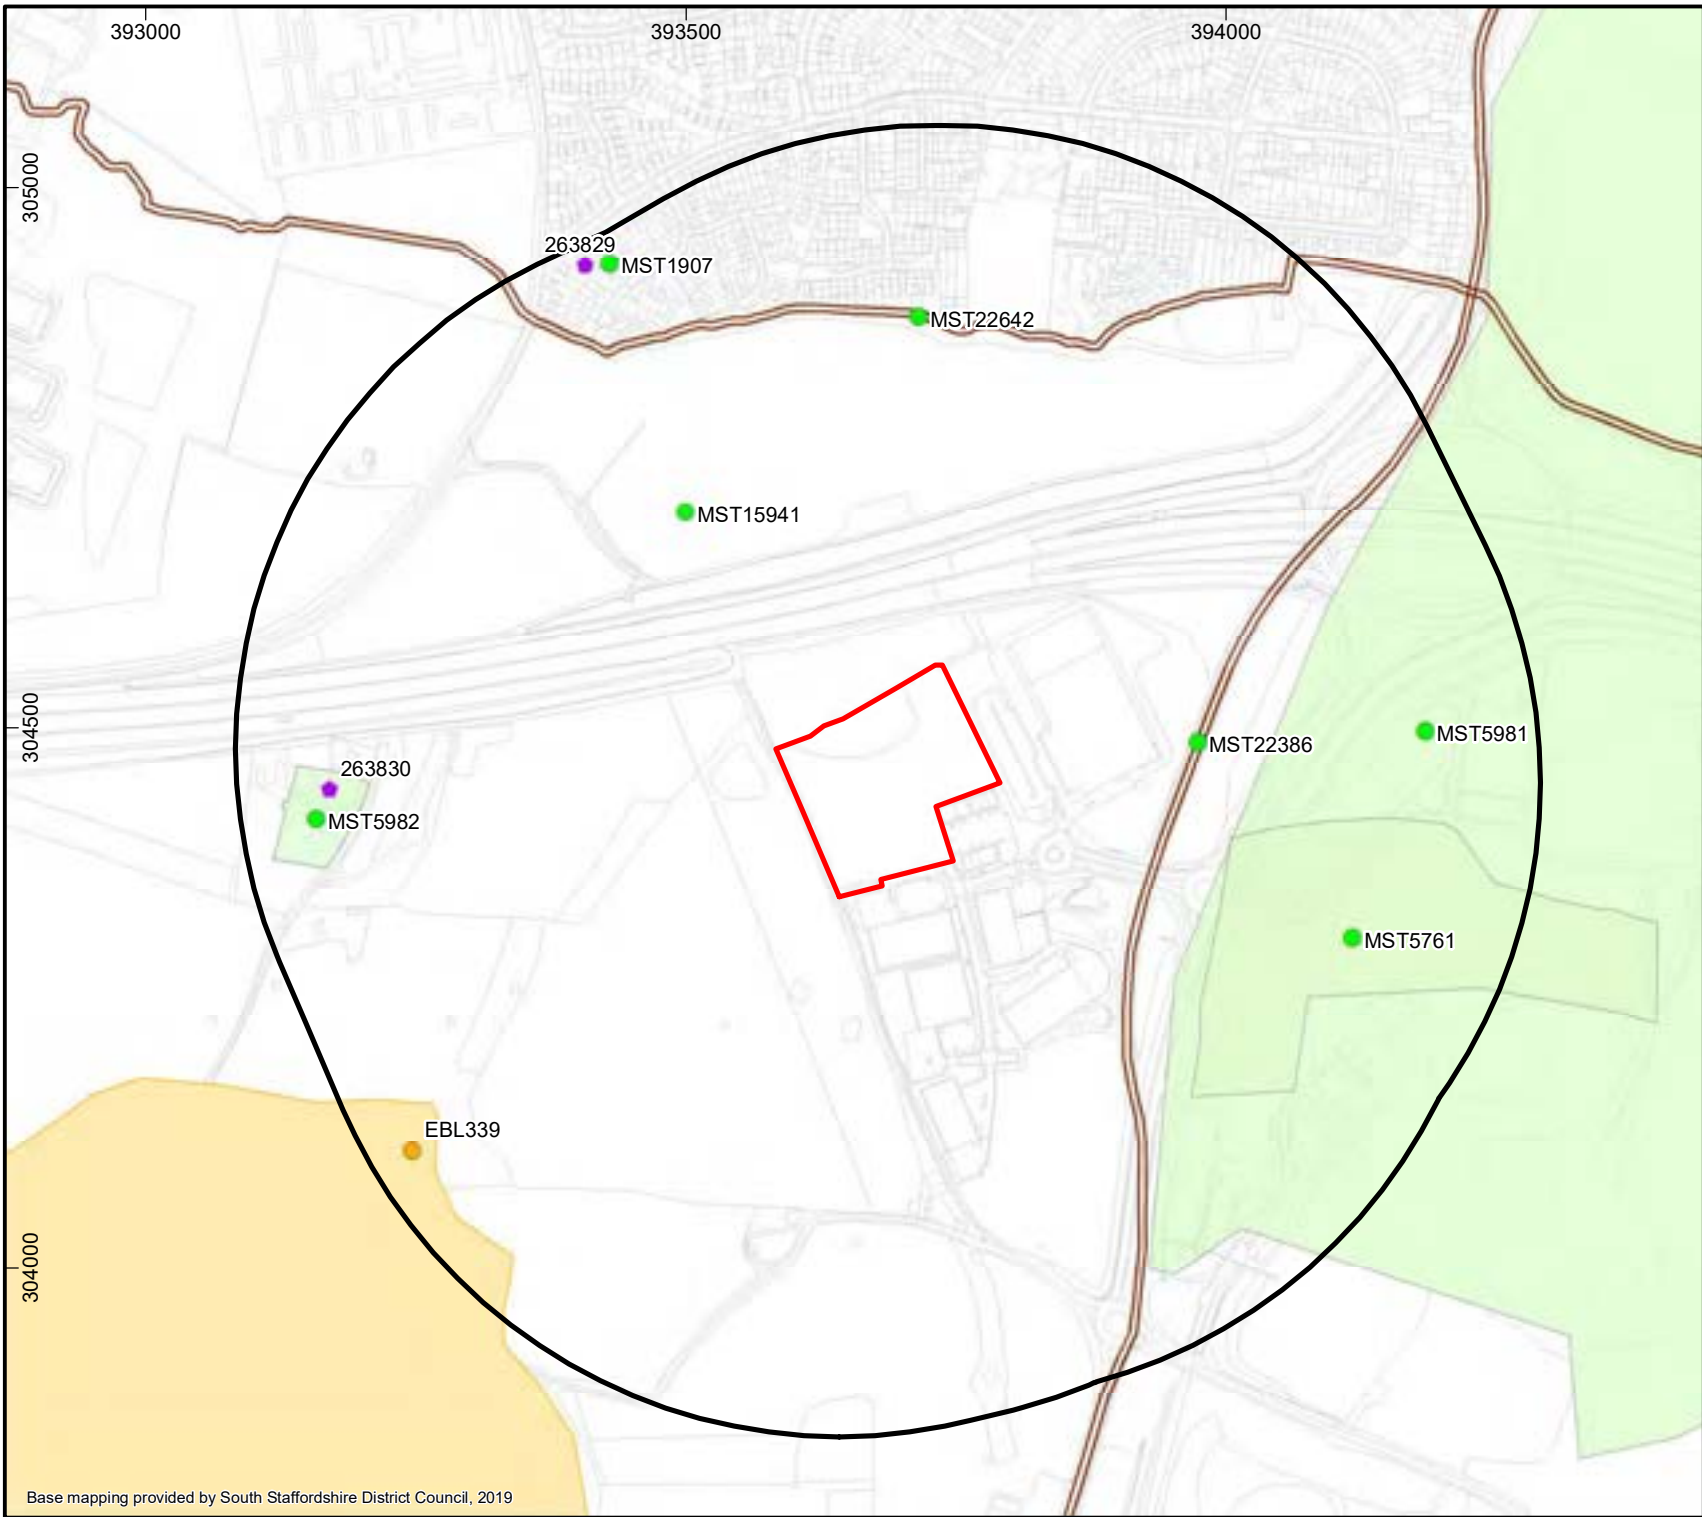 393000
393500
394000
305000
304500
304000
263829
MST1907
MST22642
MST15941
MST22386
MST5981
263830
MST5982
MST5761
EBL339
Base mapping provided by South Staffordshire District Council, 2019